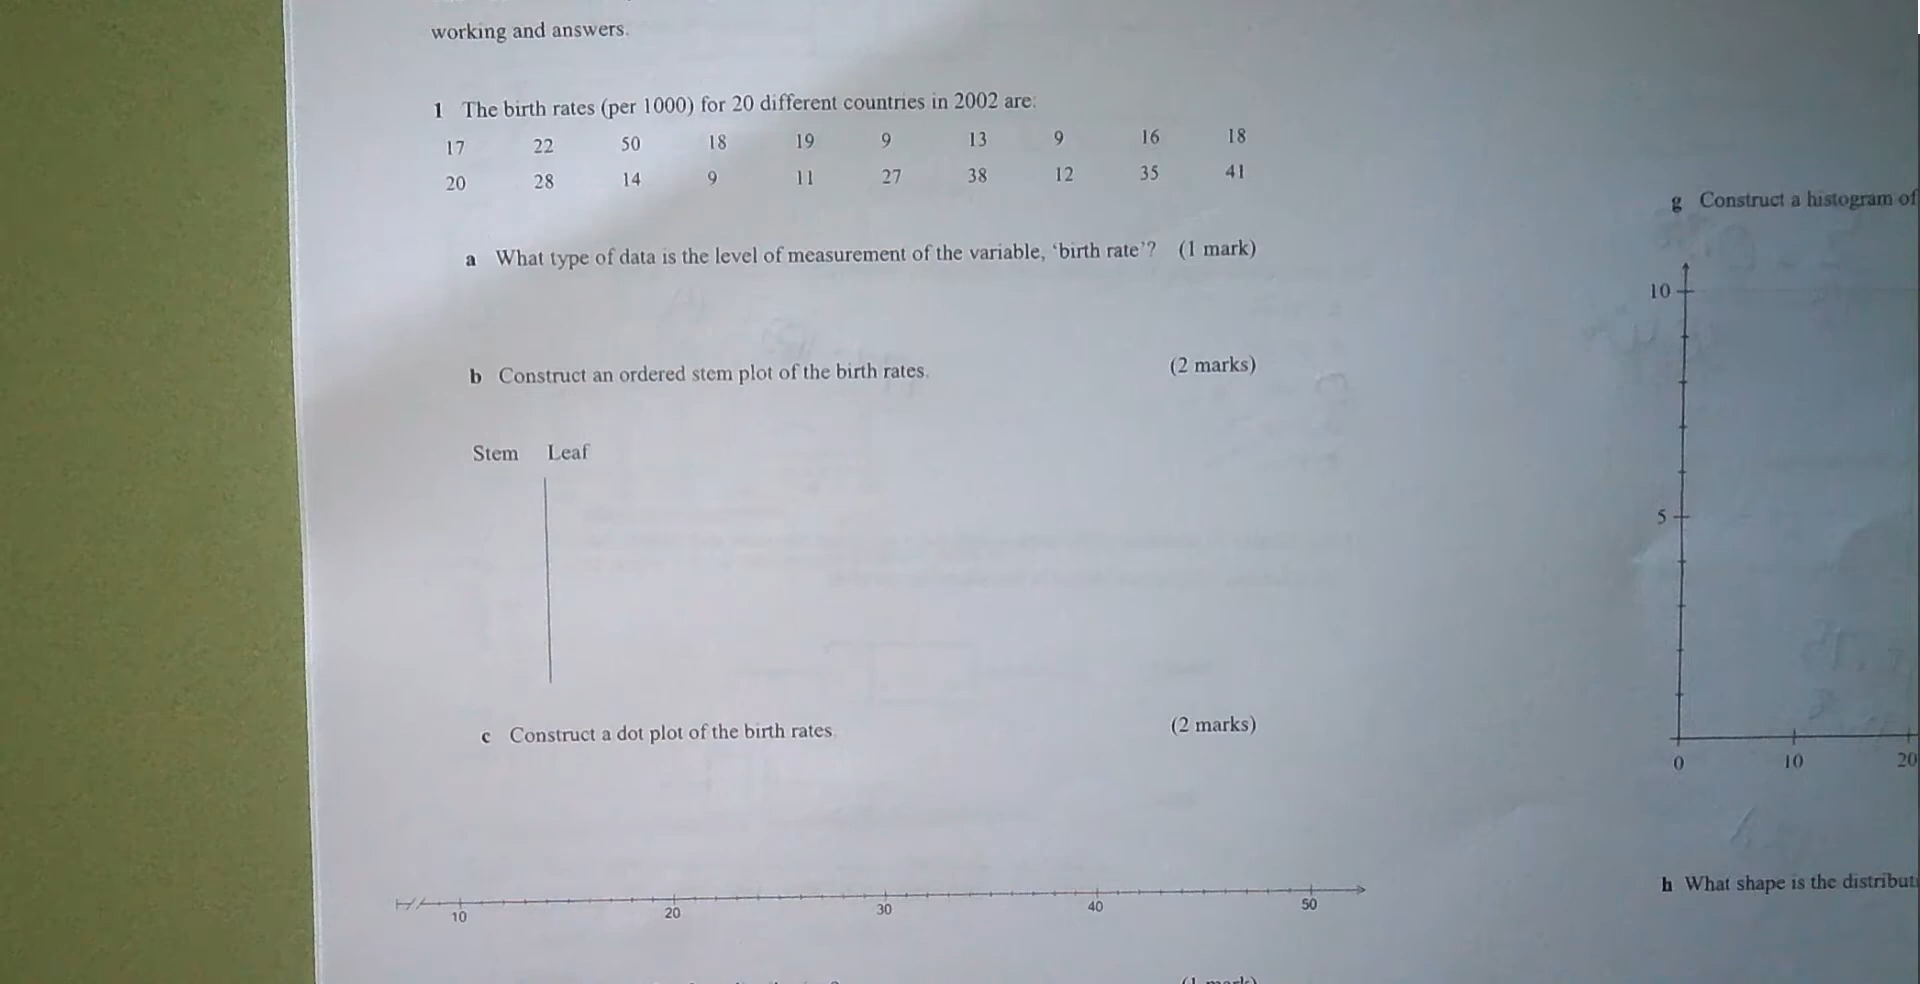 working and answers.
1 The birth rates (per 1000) for 20 different countries in 2002 are:
17 22 50 18 19 9 13 9 16 18
20 28 14 9 11 27 38 12 35 41
a What type of data is the level of measurement of the variable, ‘birth rate’? (1 mark)
b Construct an ordered stem plot of the birth rates. (2 marks)
Stem Leaf
c Construct a dot plot of the birth rates. (2 marks)
10 20 30 40 50
(1 mark)
g Construct a histogram of
10
5
0 10 20
h What shape is the